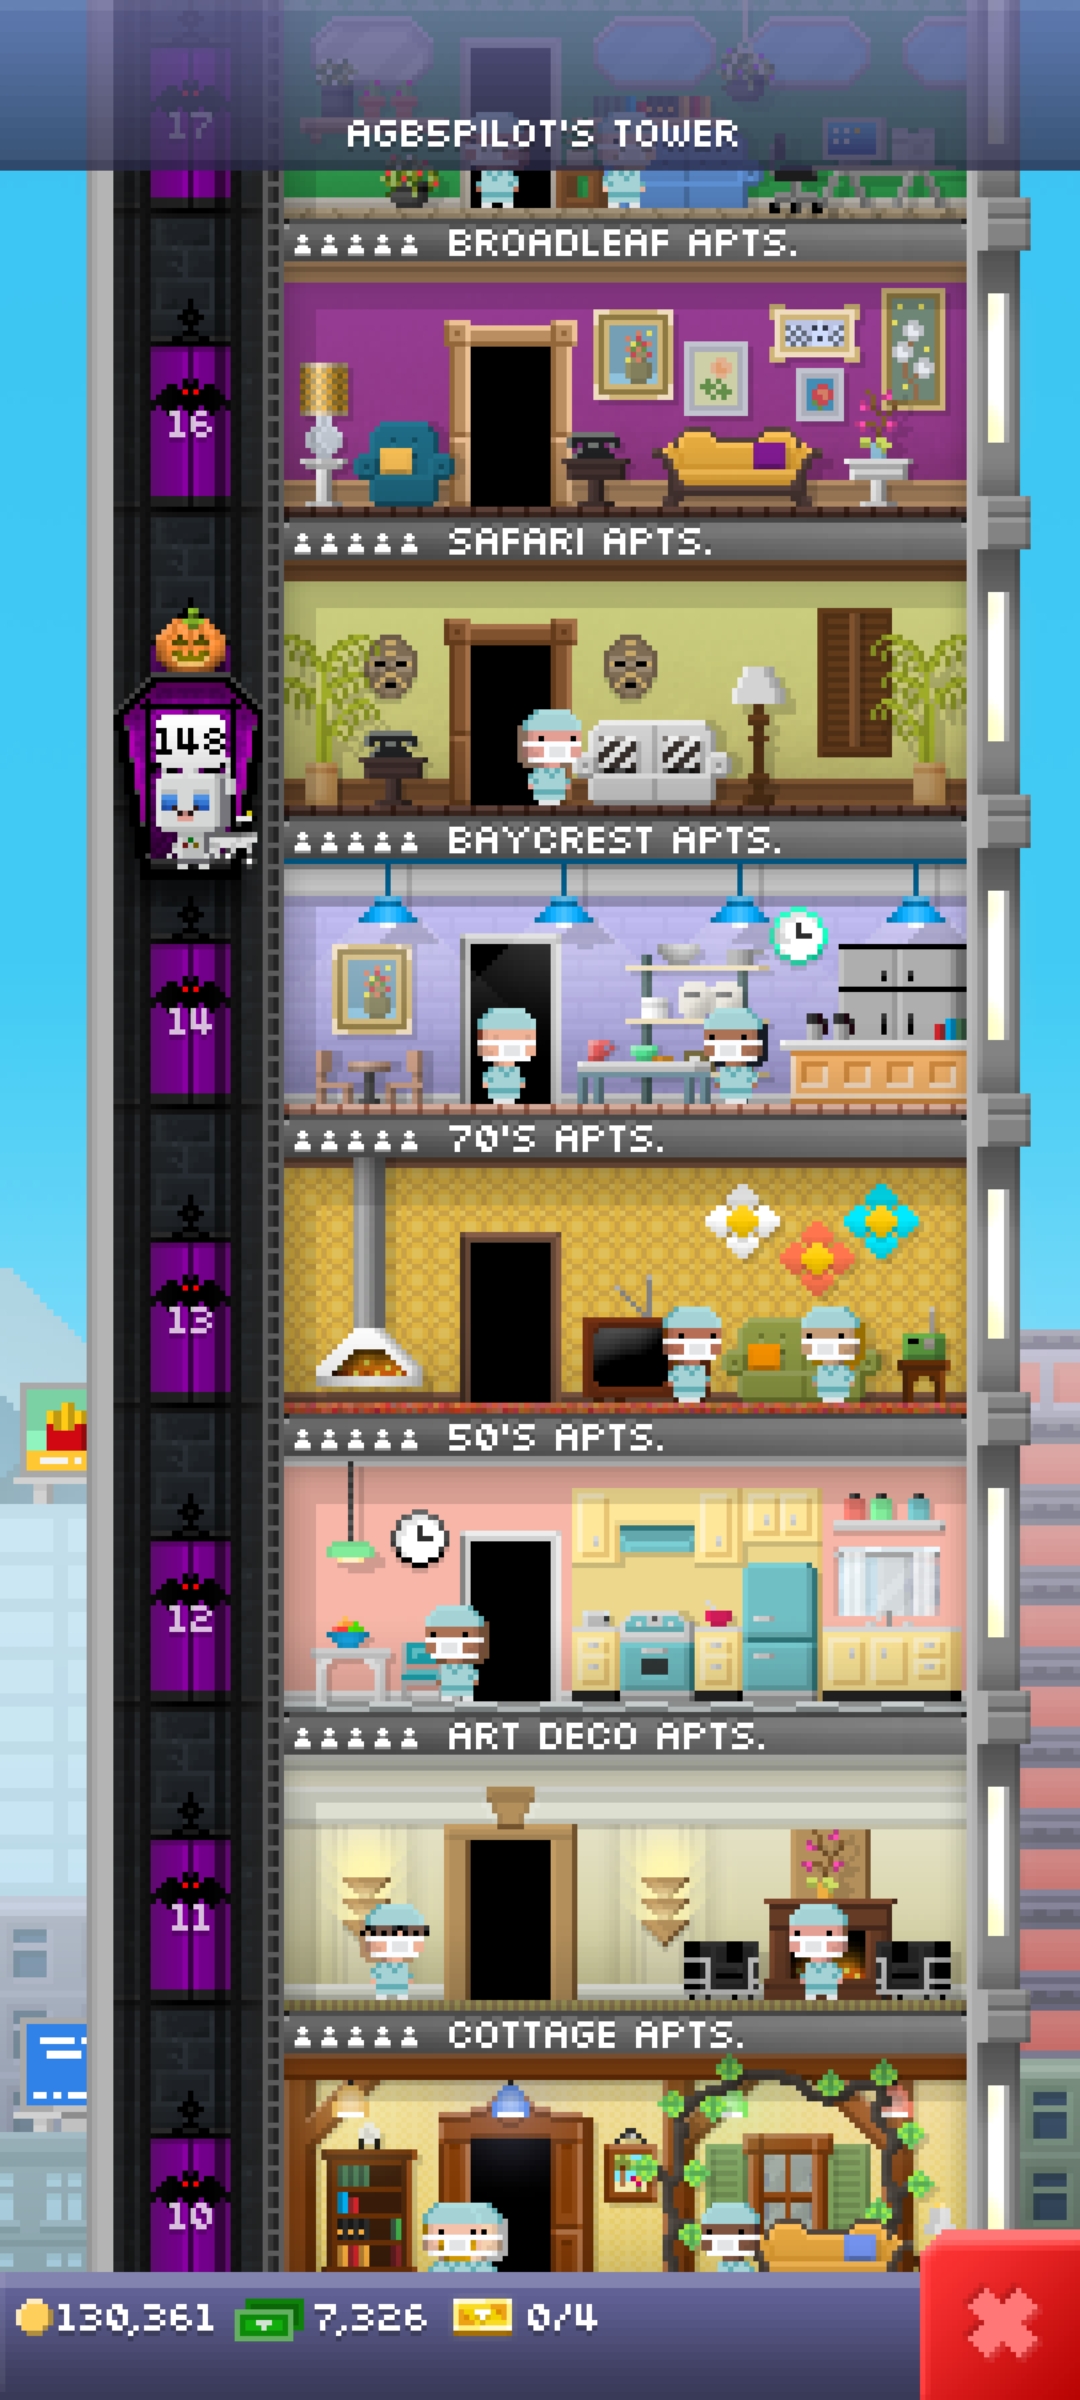 17
AGB5PILOT'S TOWER
BROADLEAF APTS.
16
SAFARI APTS.
148
BAYCREST APTS.
14
70'S APTS.
13
50'S APTS.
12
ART DECO APTS.
11
COTTAGE APTS.
10
130,361 7,326 0/4